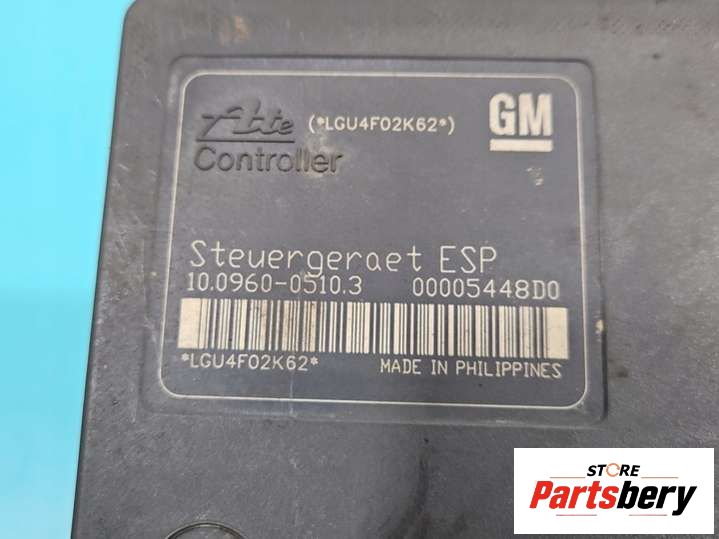 Ate (*LGU4F02K62*) GM
Controller
Steuergeraet ESP
10.0960-0510.3 00005448D0
*LGU4F02K62* MADE IN PHILIPPINES
STORE
Partsbery